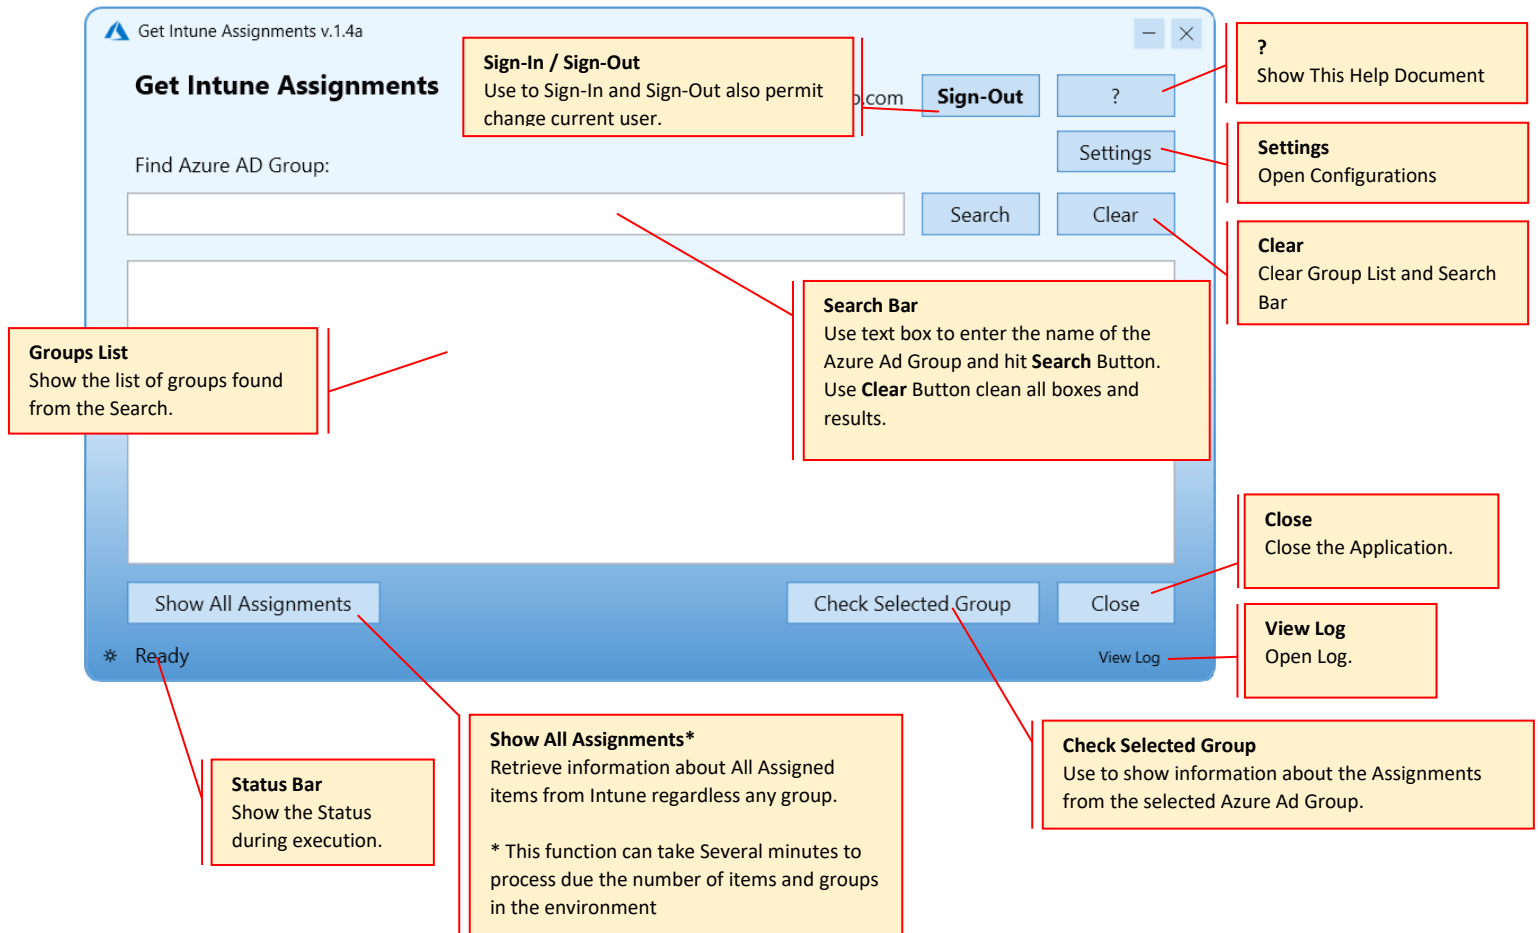 Get Intune Assignments v.1.4a
Get Intune Assignments
Sign-In / Sign-Out
Use to Sign-In and Sign-Out also permit
change current user.
.com
Sign-Out
?
?
Show This Help Document
Settings
Settings
Open Configurations
Find Azure AD Group:
Search
Clear
Clear
Clear Group List and Search
Bar
Search Bar
Use text box to enter the name of the
Azure Ad Group and hit Search Button.
Use Clear Button clean all boxes and
results.
Groups List
Show the list of groups found
from the Search.
Close
Close the Application.
Show All Assignments
Check Selected Group
Close
View Log
Open Log.
Ready
View Log
Show All Assignments*
Retrieve information about All Assigned
items from Intune regardless any group.
* This function can take Several minutes to
process due the number of items and groups
in the environment
Check Selected Group
Use to show information about the Assignments
from the selected Azure Ad Group.
Status Bar
Show the Status
during execution.